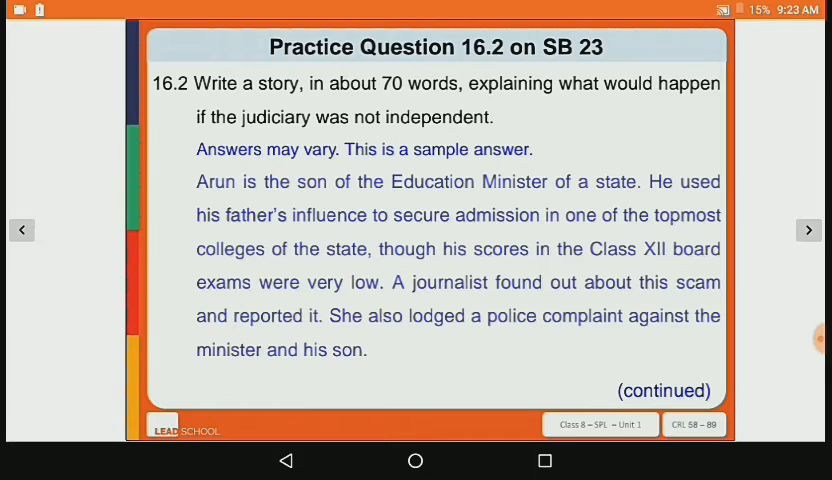 15% 9:23 AM
Practice Question 16.2 on SB 23
16.2 Write a story, in about 70 words, explaining what would happen
if the judiciary was not independent.
Answers may vary. This is a sample answer.
Arun is the son of the Education Minister of a state. He used
his father's influence to secure admission in one of the topmost
colleges of the state, though his scores in the Class XII board
exams were very low. A journalist found out about this scam
and reported it. She also lodged a police complaint against the
minister and his son.
(continued)
LEAD SCHOOL
Class 8 – SPL – Unit 1
CRL 58 – 89